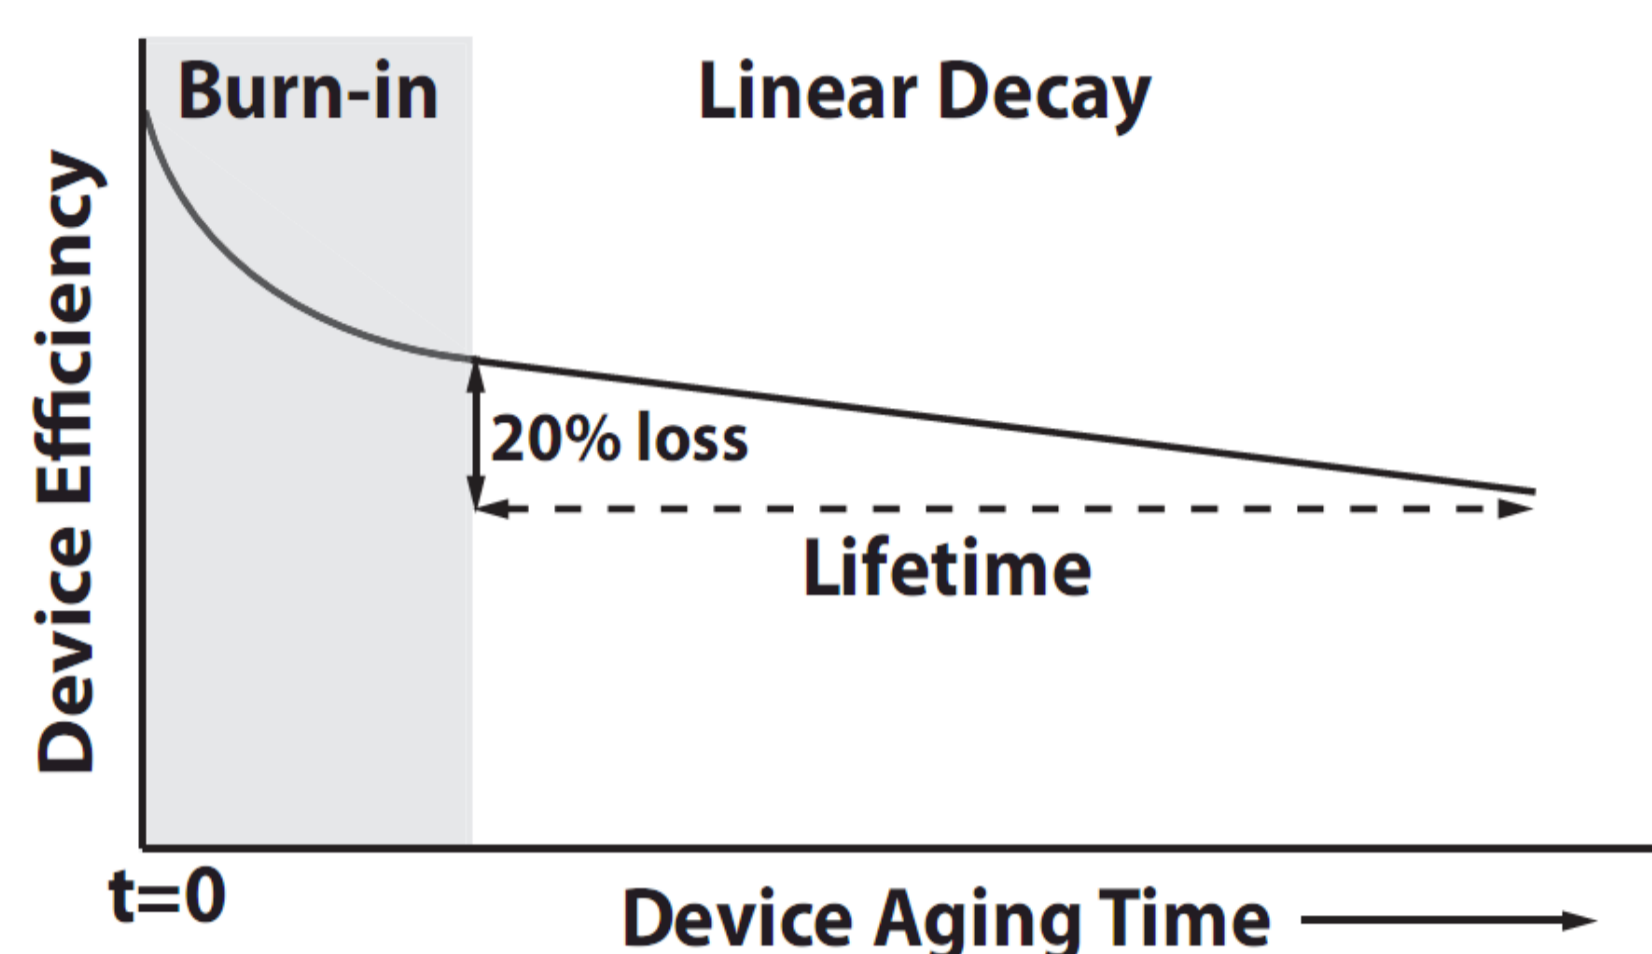 Burn-in
Linear Decay
Device Efficiency
20% loss
Lifetime
t=0
Device Aging Time